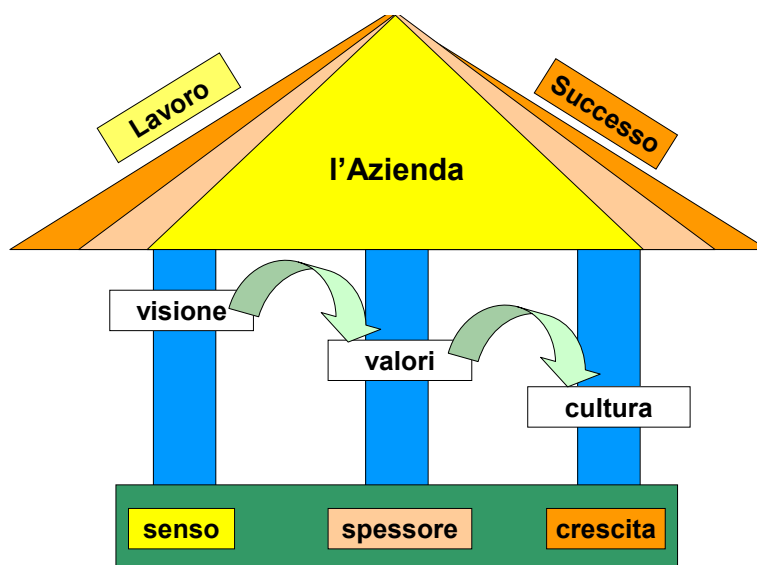 Lavoro
Successo
l’Azienda
visione
valori
cultura
senso
spessore
crescita